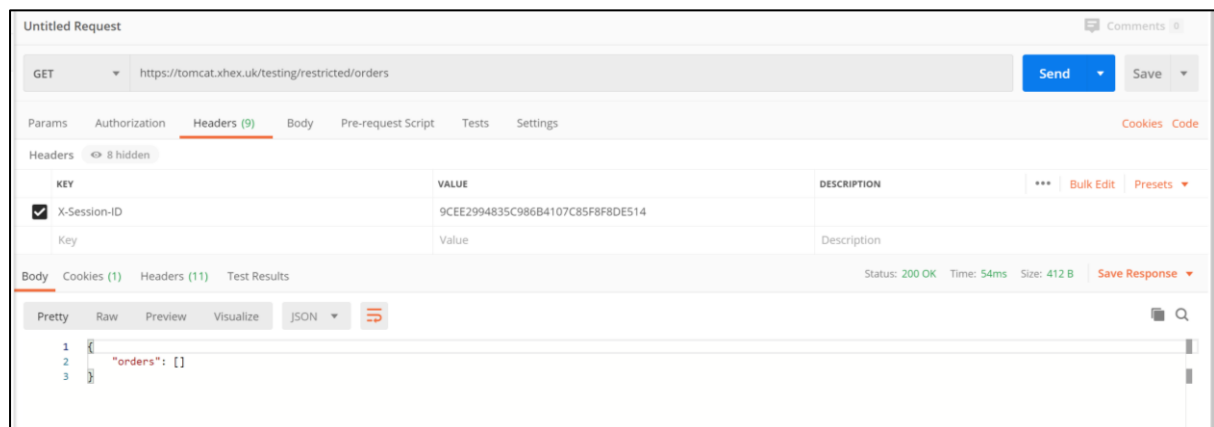 Untitled Request
Comments 0
GET https://tomcat.xhex.uk/testing/restricted/orders Send Save
Params Authorization Headers (9) Body Pre-request Script Tests Settings Cookies Code
Headers 8 hidden
KEY VALUE DESCRIPTION ••• Bulk Edit Presets
X-Session-ID 9CEE2994835C986B4107C85F8F8DE514
Key Value Description
Body Cookies (1) Headers (11) Test Results Status: 200 OK Time: 54ms Size: 412 B Save Response
Pretty Raw Preview Visualize JSON
1 {
2 "orders": []
3 }